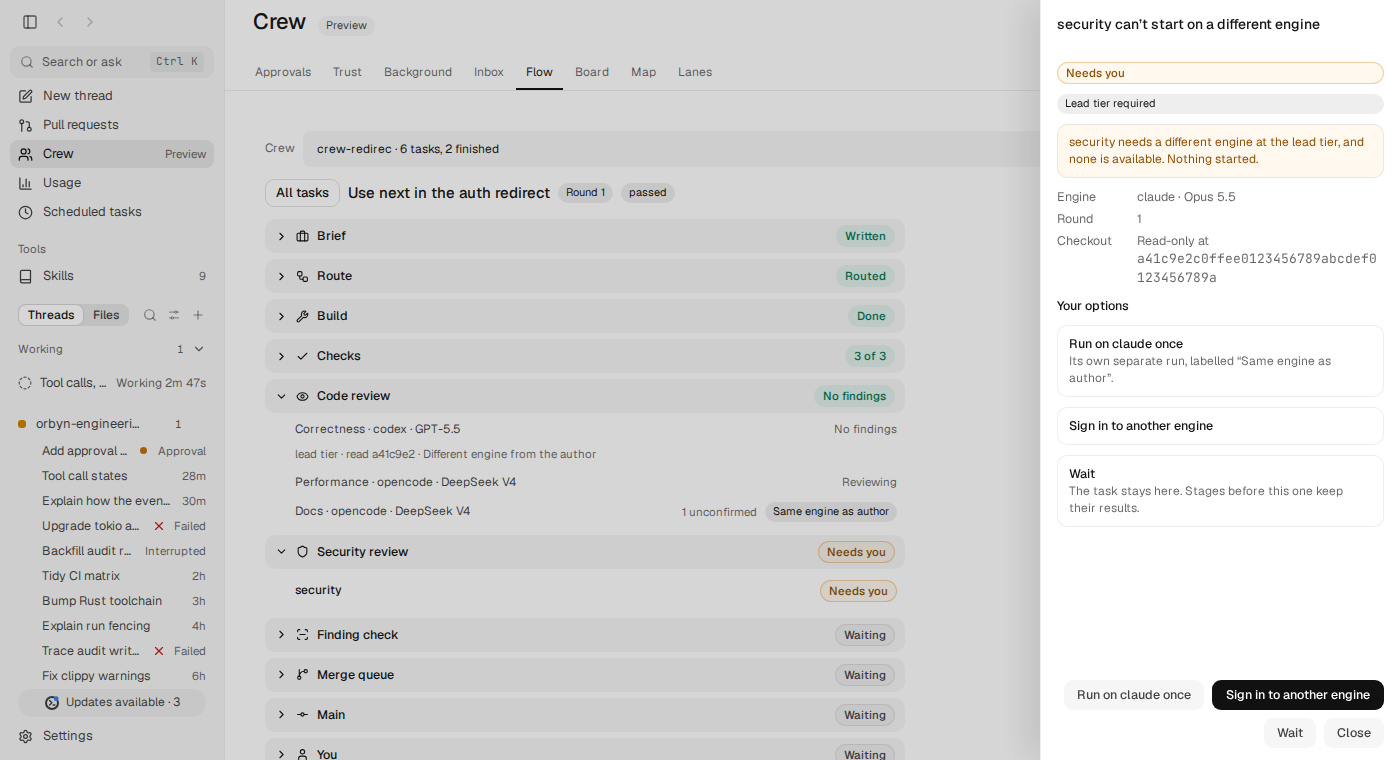 Search or ask
Ctrl K
New thread
Pull requests
Crew
Preview
Usage
Scheduled tasks
Tools
Skills
9
Threads
Files
Working
1
Tool calls, …
Working 2m 47s
orbyn-engineeri…
1
Add approval …
Approval
Tool call states
28m
Explain how the even…
30m
Upgrade tokio a…
Failed
Backfill audit r…
Interrupted
Tidy CI matrix
2h
Bump Rust toolchain
3h
Explain run fencing
4h
Trace audit writ…
Failed
Fix clippy warnings
6h
Updates available · 3
Settings
Crew
Preview
Approvals
Trust
Background
Inbox
Flow
Board
Map
Lanes
Crew
crew-redirec · 6 tasks, 2 finished
All tasks
Use next in the auth redirect
Round 1
passed
Brief
Written
Route
Routed
Build
Done
Checks
3 of 3
Code review
No findings
Correctness · codex · GPT-5.5
No findings
lead tier · read a41c9e2 · Different engine from the author
Performance · opencode · DeepSeek V4
Reviewing
Docs · opencode · DeepSeek V4
1 unconfirmed
Same engine as author
Security review
Needs you
security
Needs you
Finding check
Waiting
Merge queue
Waiting
Main
Waiting
You
Waiting
security can't start on a different engine
Needs you
Lead tier required
security needs a different engine at the lead tier, and
none is available. Nothing started.
Engine
claude · Opus 5.5
Round
1
Checkout
Read-only at
a41c9e2c0ffee0123456789abcdef0
123456789a
Your options
Run on claude once
Its own separate run, labelled “Same engine as
author”.
Sign in to another engine
Wait
The task stays here. Stages before this one keep
their results.
Run on claude once
Sign in to another engine
Wait
Close